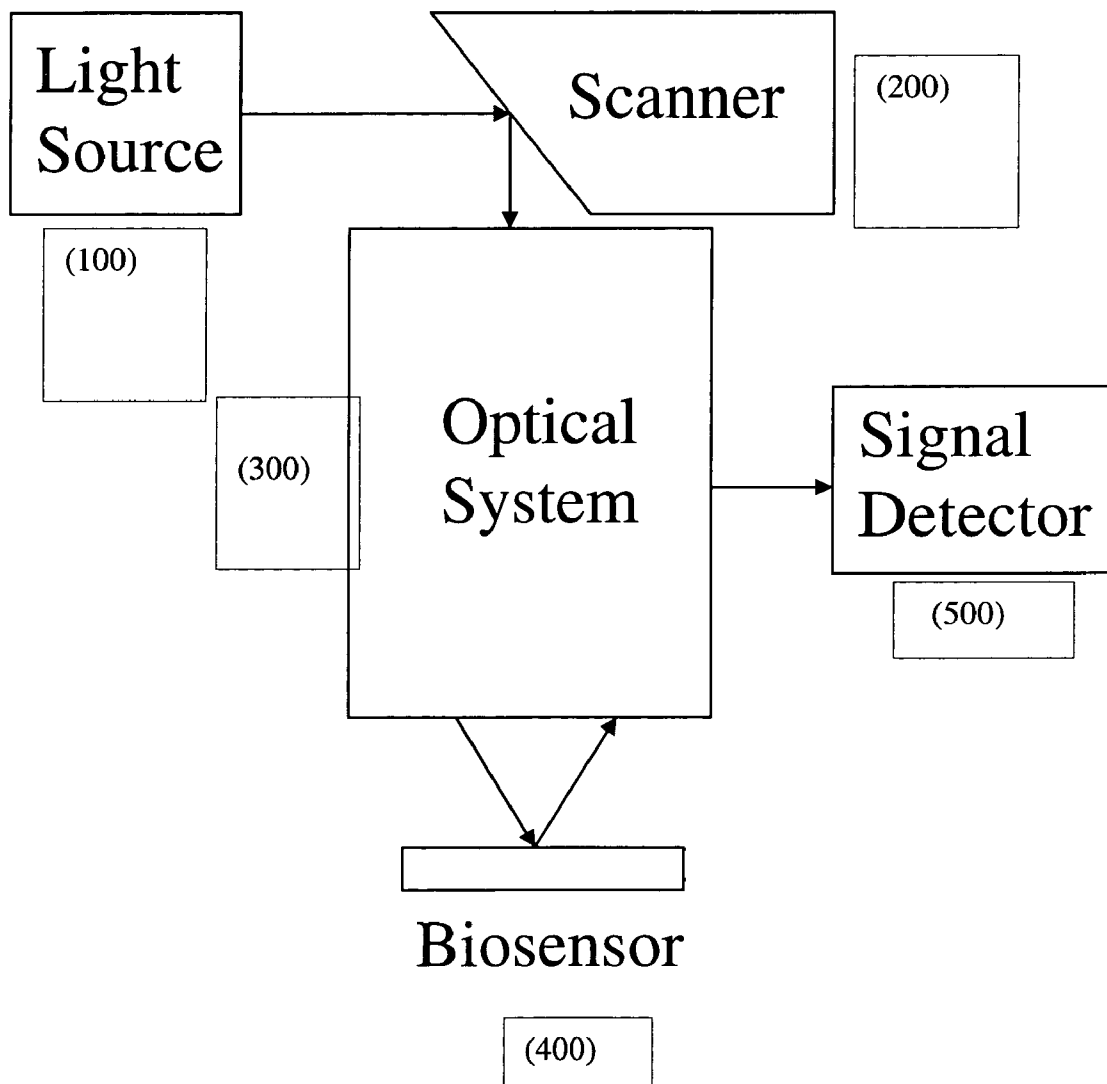 Light
Source
Scanner
(200)
(100)
Optical
System
(300)
Signal
Detector
(500)
Biosensor
(400)